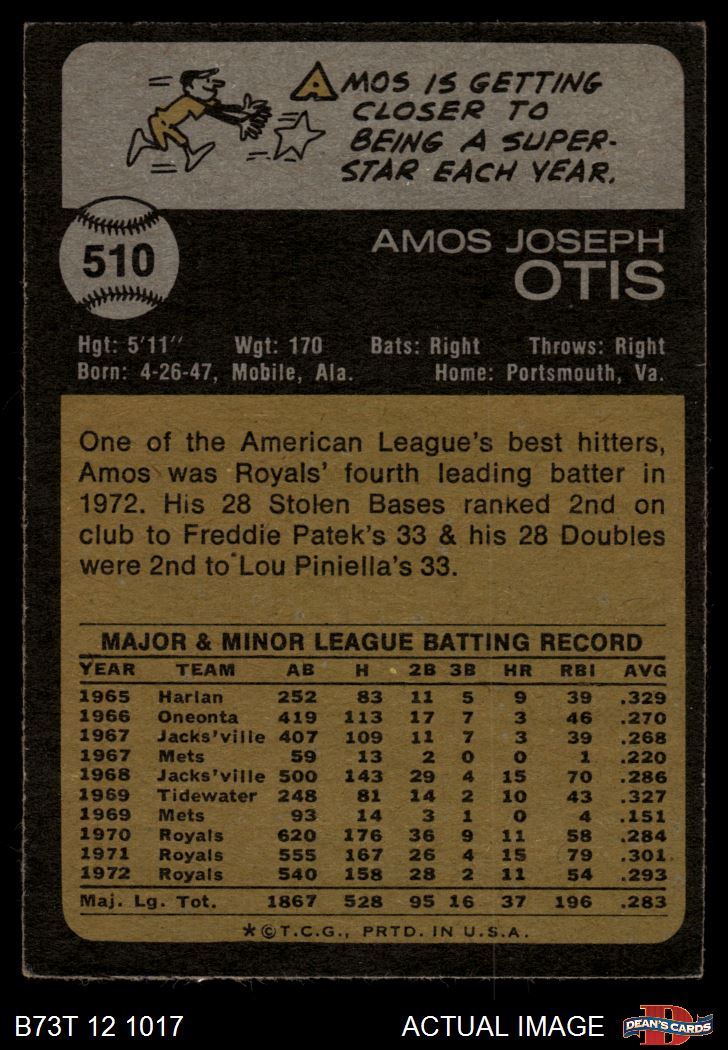 AMOS IS GETTING
CLOSER TO
BEING A SUPER-
STAR EACH YEAR.
510
AMOS JOSEPH
OTIS
Hgt: 5'11" Wgt: 170 Bats: Right Throws: Right
Born: 4-26-47, Mobile, Ala. Home: Portsmouth, Va.
One of the American League's best hitters,
Amos was Royals' fourth leading batter in
1972. His 28 Stolen Bases ranked 2nd on
club to Freddie Patek's 33 & his 28 Doubles
were 2nd to Lou Piniella's 33.
MAJOR & MINOR LEAGUE BATTING RECORD
YEAR TEAM AB H 2B 3B HR RBI AVG
1965 Harlan 252 83 11 5 9 39 .329
1966 Oneonta 419 113 17 7 3 46 .270
1967 Jacks'ville 407 109 11 7 3 39 .268
1967 Mets 59 13 2 0 0 1 .220
1968 Jacks'ville 500 143 29 4 15 70 .286
1969 Tidewater 248 81 14 2 10 43 .327
1969 Mets 93 14 3 1 0 4 .151
1970 Royals 620 176 36 9 11 58 .284
1971 Royals 555 167 26 4 15 79 .301
1972 Royals 540 158 28 2 11 54 .293
Maj. Lg. Tot. 1867 528 95 16 37 196 .283
*©T.C.G., PRTD. IN U.S.A.
B73T 12 1017 ACTUAL IMAGE D DEAN'S CARDS